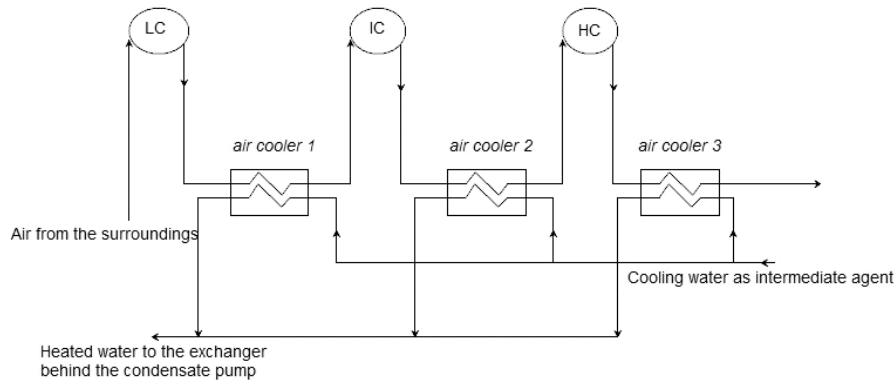 LC
IC
HC
air cooler 1
air cooler 2
air cooler 3
Air from the surroundings
Cooling water as intermediate agent
Heated water to the exchanger
behind the condensate pump